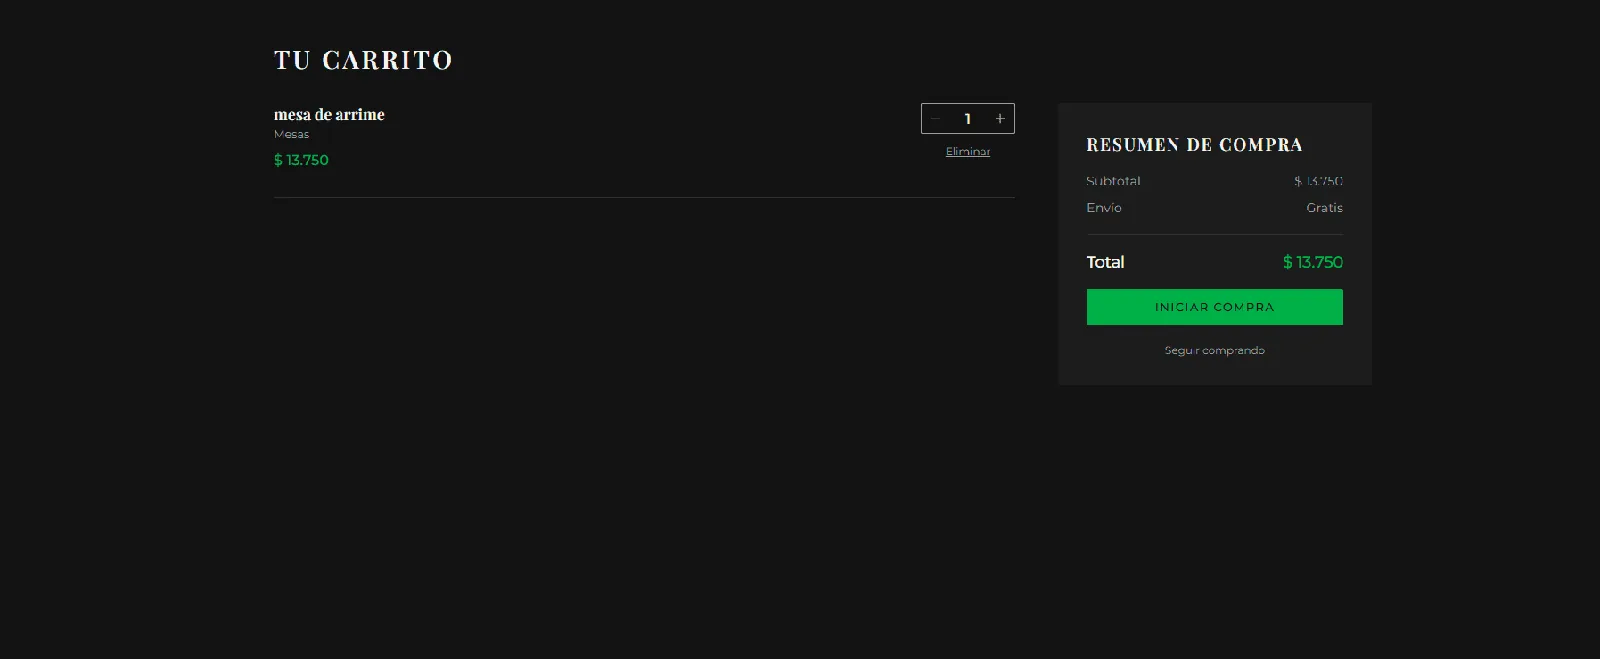 TU CARRITO
mesa de arrime
Mesas
$ 13.750
− 1 +
Eliminar
RESUMEN DE COMPRA
Subtotal $ 13.750
Envío Gratis
Total $ 13.750
INICIAR COMPRA
Seguir comprando